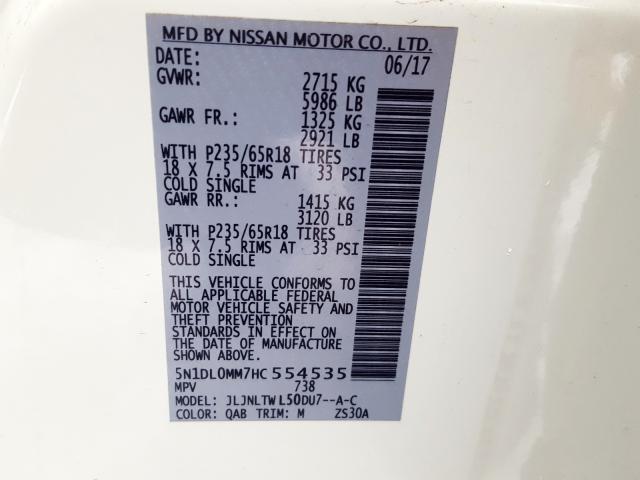 MFD BY NISSAN MOTOR CO., LTD.
DATE: 06/17
GVWR: 2715 KG
5986 LB
GAWR FR.: 1325 KG
2921 LB
WITH P235/65R18 TIRES
18 X 7.5 RIMS AT 33 PSI
COLD SINGLE
GAWR RR.: 1415 KG
3120 LB
WITH P235/65R18 TIRES
18 X 7.5 RIMS AT 33 PSI
COLD SINGLE
THIS VEHICLE CONFORMS TO
ALL APPLICABLE FEDERAL
MOTOR VEHICLE SAFETY AND
THEFT PREVENTION
STANDARDS IN EFFECT ON
THE DATE OF MANUFACTURE
SHOWN ABOVE.
5N1DL0MM7HC 554535
MPV 738
MODEL: JLJNLTW L50DU7--A-C
COLOR: QAB TRIM: M ZS30A